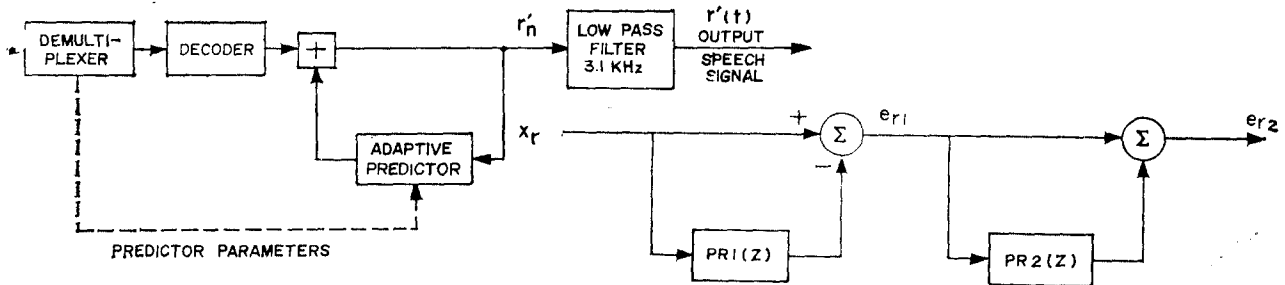 DEMULTI-
PLEXER
DECODER
+
r'n
LOW PASS
FILTER
3.1 KHz
r'(t)
OUTPUT
SPEECH
SIGNAL
ADAPTIVE
PREDICTOR
PREDICTOR PARAMETERS
xr
+
Σ
−
er1
PR1(Z)
Σ
er2
PR2(Z)